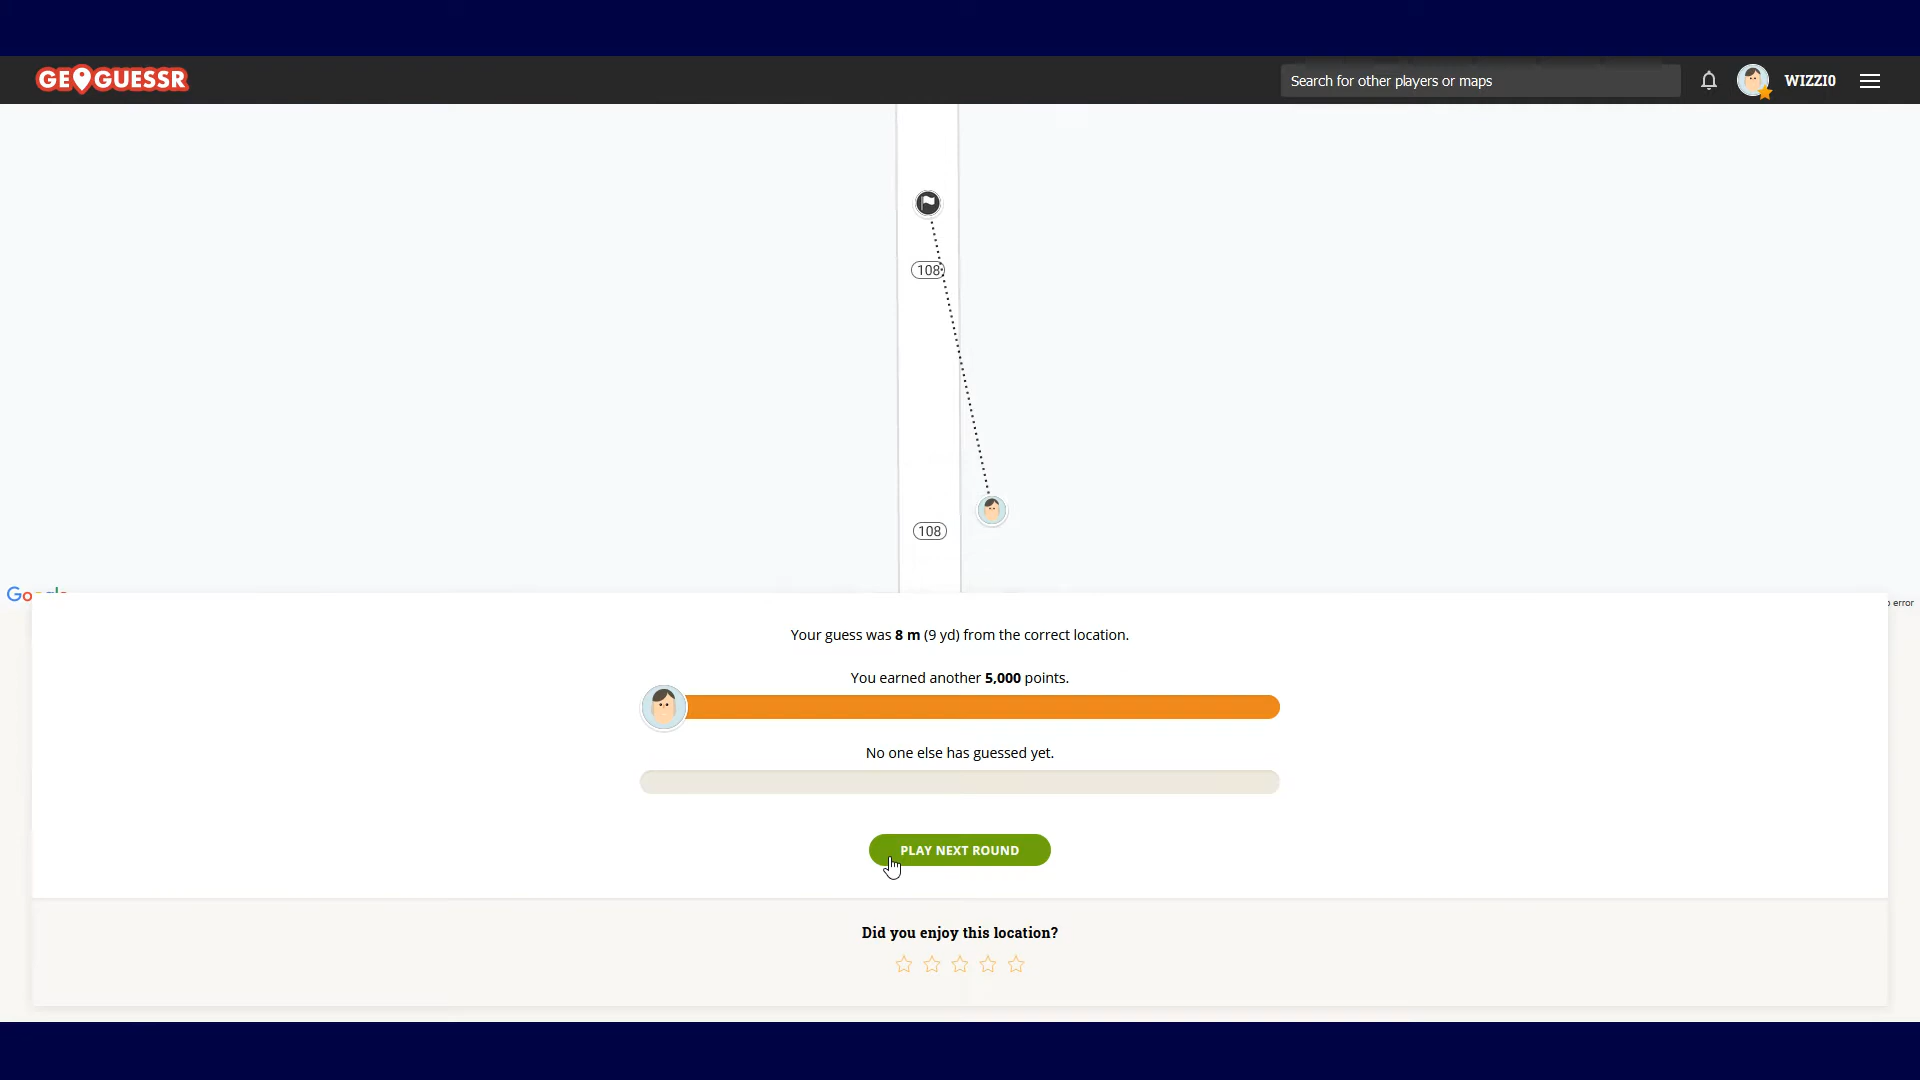 GEOGUESSR
Search for other players or maps
WIZZI0
108
108
Your guess was 8 m (9 yd) from the correct location.
You earned another 5,000 points.
No one else has guessed yet.
PLAY NEXT ROUND
Did you enjoy this location?
error